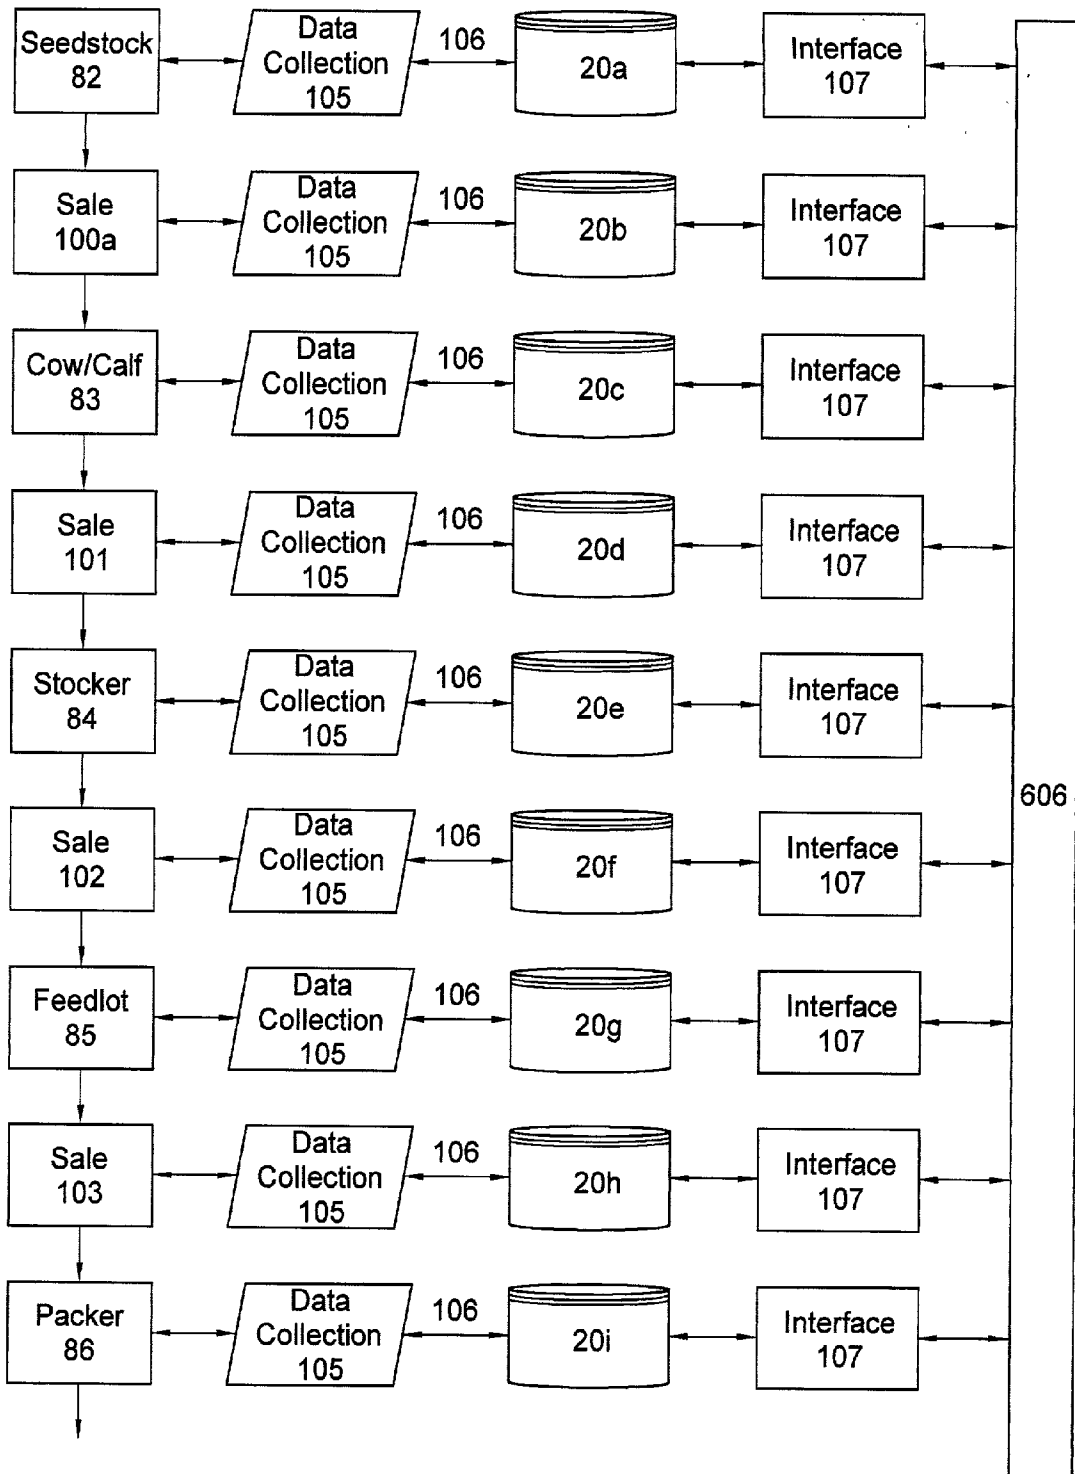 Seedstock
82
Data
Collection
105
106
20a
Interface
107
Sale
100a
Data
Collection
105
106
20b
Interface
107
Cow/Calf
83
Data
Collection
105
106
20c
Interface
107
Sale
101
Data
Collection
105
106
20d
Interface
107
Stocker
84
Data
Collection
105
106
20e
Interface
107
606
Sale
102
Data
Collection
105
106
20f
Interface
107
Feedlot
85
Data
Collection
105
106
20g
Interface
107
Sale
103
Data
Collection
105
106
20h
Interface
107
Packer
86
Data
Collection
105
106
20i
Interface
107